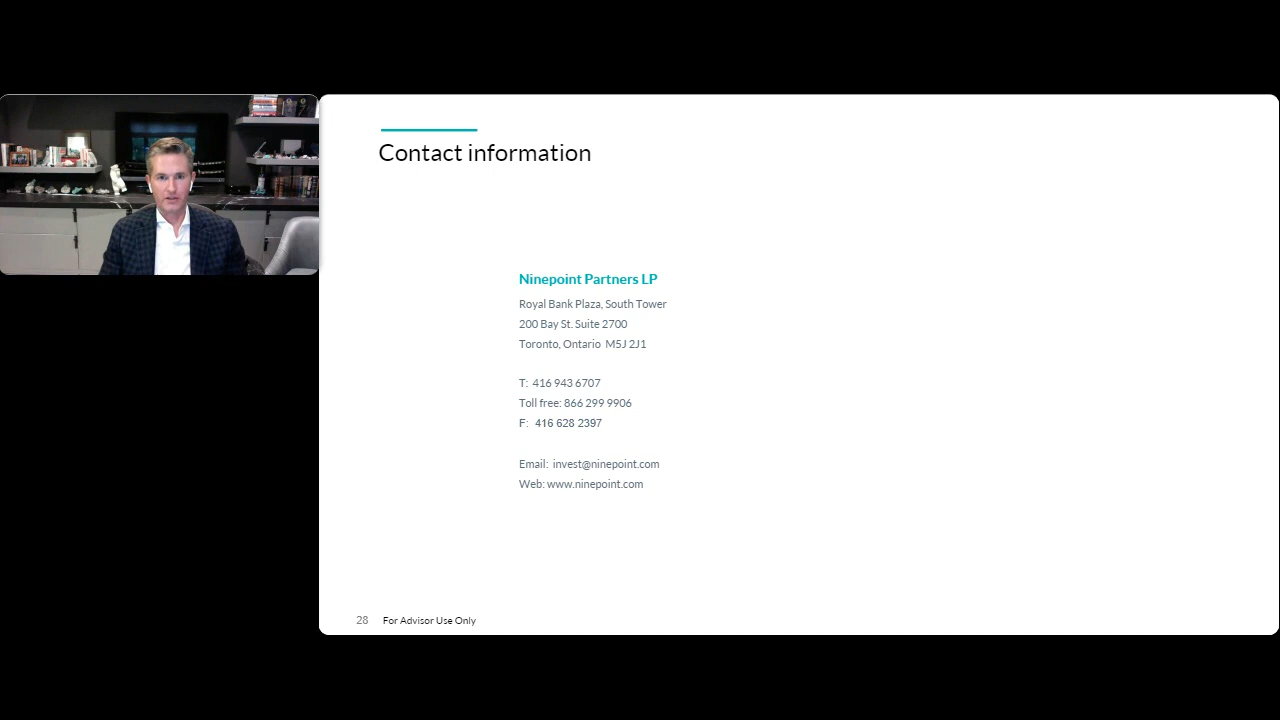 Contact information
Ninepoint Partners LP
Royal Bank Plaza, South Tower
200 Bay St. Suite 2700
Toronto, Ontario M5J 2J1
T: 416 943 6707
Toll free: 866 299 9906
F: 416 628 2397
Email: invest@ninepoint.com
Web: www.ninepoint.com
28 For Advisor Use Only